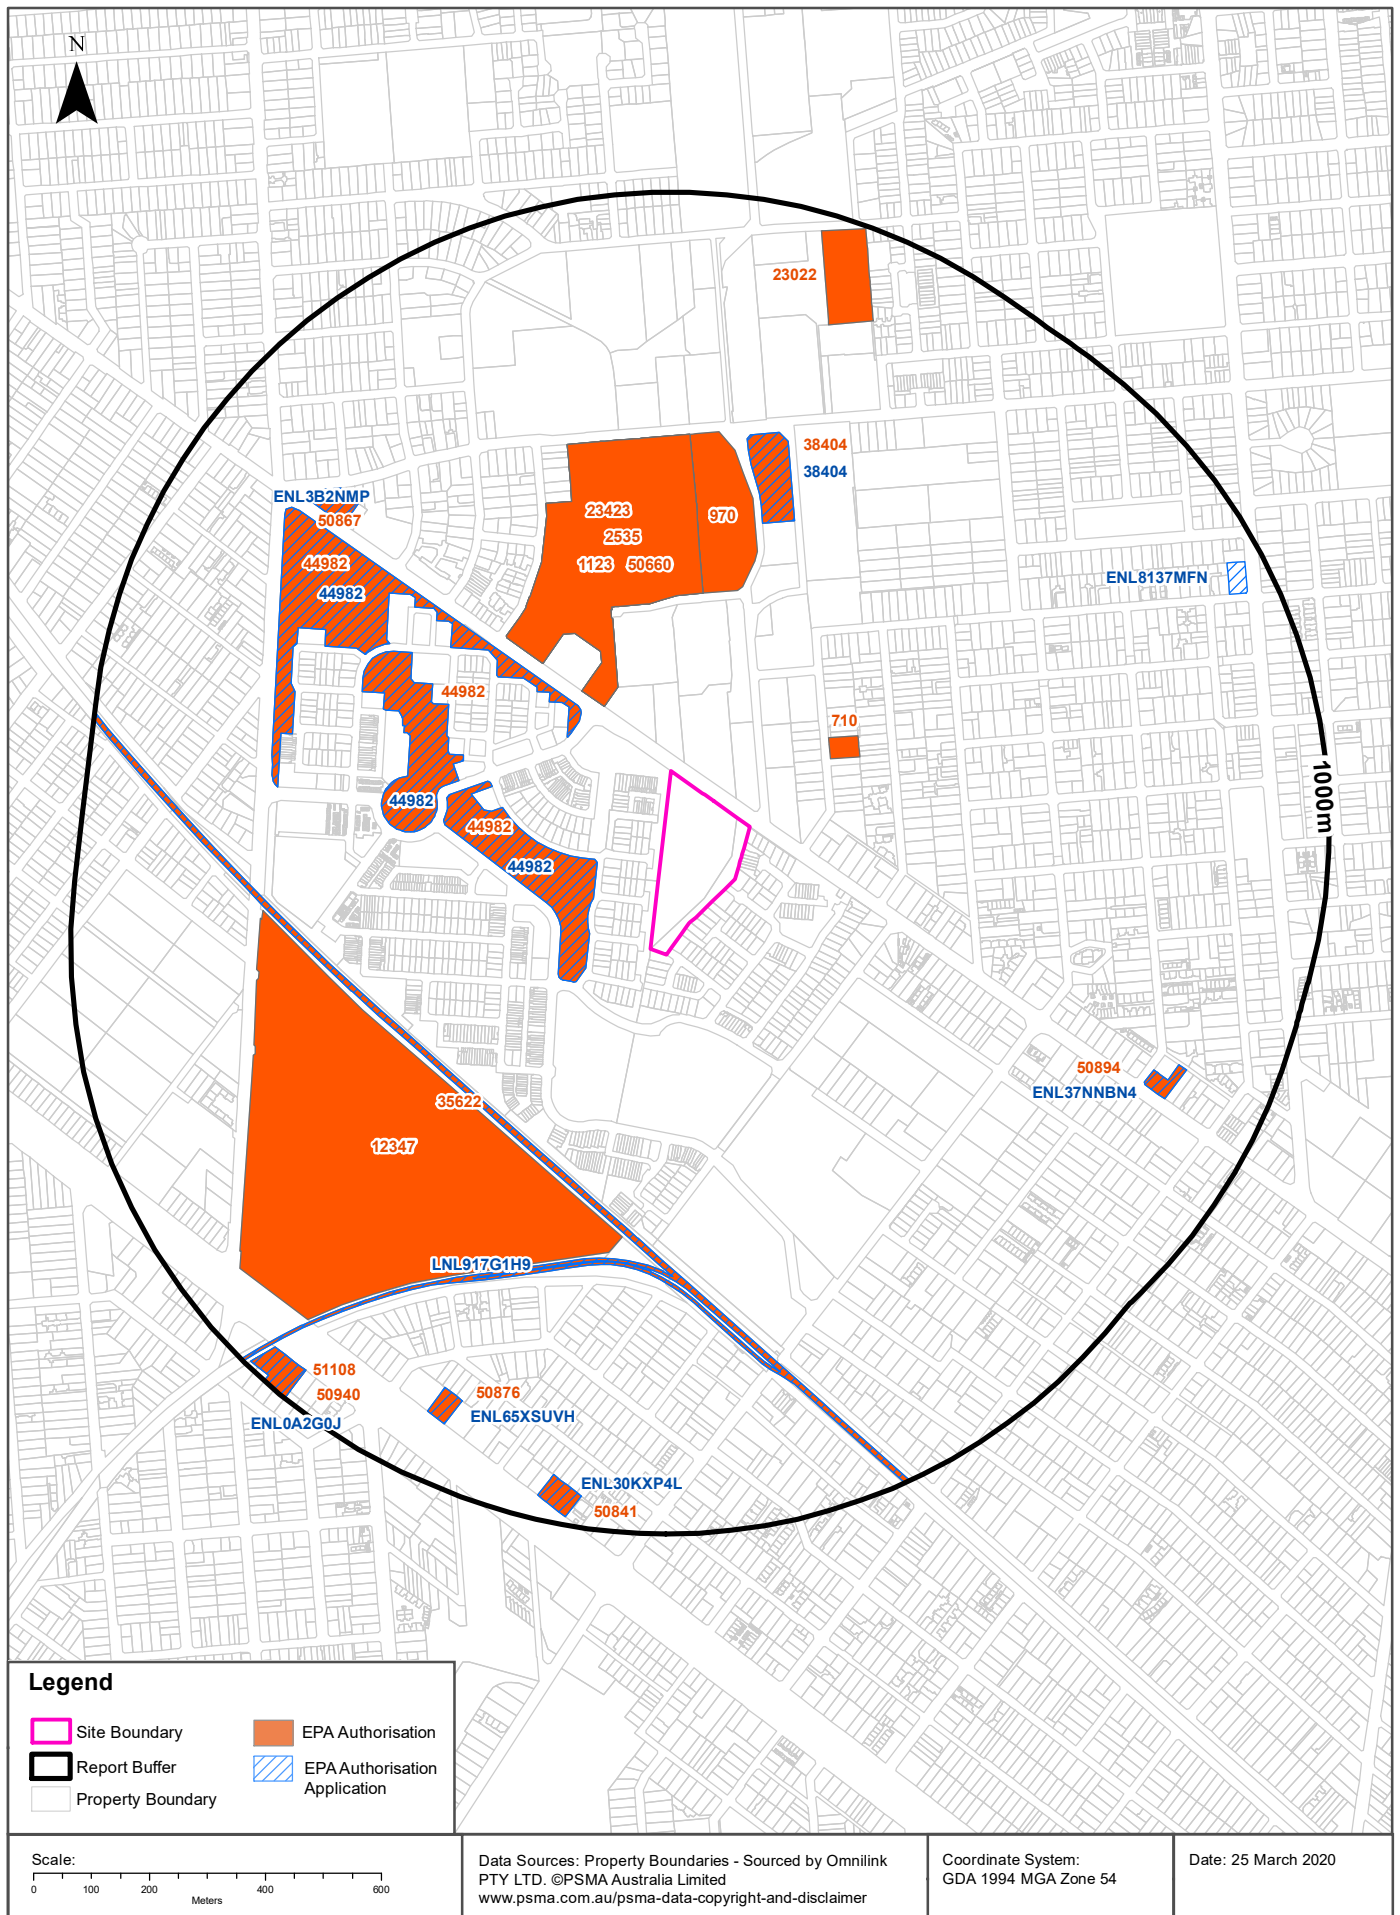 N
23022
38404
38404
ENL3B2NMP
50867
23423
970
2535
1123 50660
44982
44982
ENL8137MFN
44982
710
1000m
44982
44982
44982
50894
ENL37NNBN4
35622
12347
LNL917G1H9
51108
50940
ENL0A2G0J
50876
ENL65XSUVH
ENL30KXP4L
50841
Legend
Site Boundary
EPA Authorisation
Report Buffer
EPA Authorisation
Application
Property Boundary
Scale:
0 100 200 400 600
Meters
Data Sources: Property Boundaries - Sourced by Omnilink
PTY LTD. ©PSMA Australia Limited
www.psma.com.au/psma-data-copyright-and-disclaimer
Coordinate System:
GDA 1994 MGA Zone 54
Date: 25 March 2020